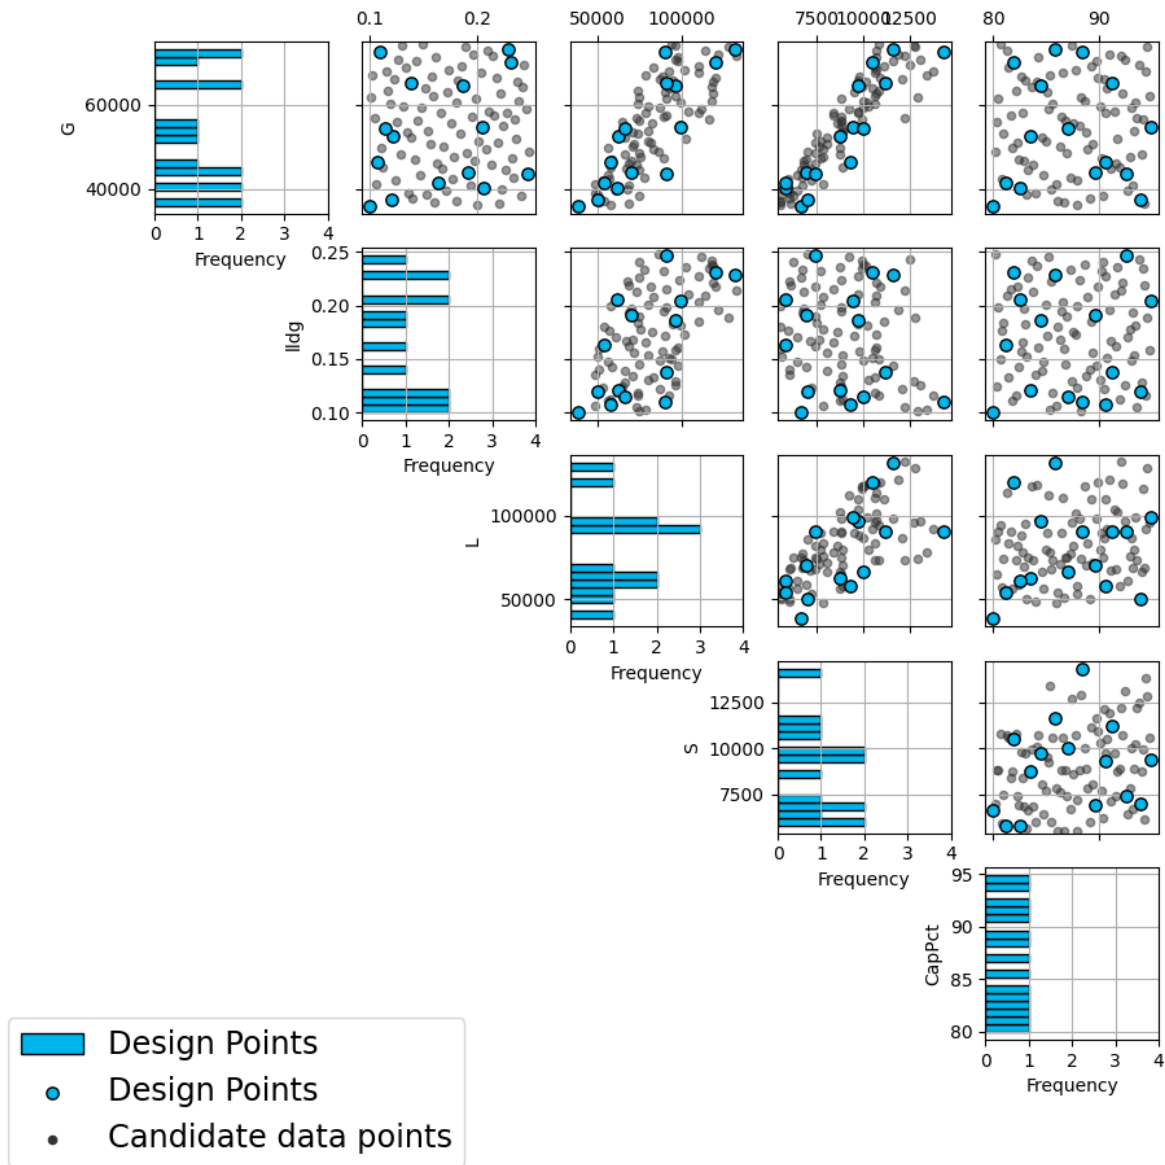 0.1 0.2 50000 100000 7500 10000 12500 80 90
G
60000
40000
0 1 2 3 4
Frequency
lldg
0.25
0.20
0.15
0.10
0 1 2 3 4
Frequency
L
100000
50000
0 1 2 3 4
Frequency
S
12500
10000
7500
0 1 2 3 4
Frequency
CapPct
95
90
85
80
0 1 2 3 4
Frequency
Design Points
Design Points
Candidate data points